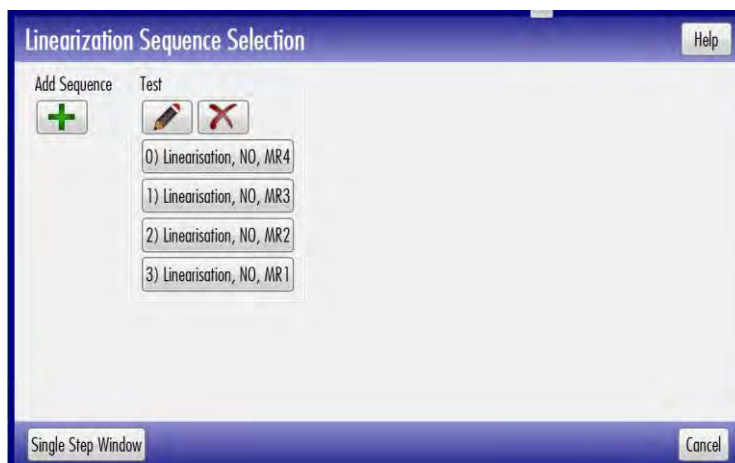 Linearization Sequence Selection
Help
Add Sequence
Test
0) Linearisation, NO, MR4
1) Linearisation, NO, MR3
2) Linearisation, NO, MR2
3) Linearisation, NO, MR1
Single Step Window
Cancel